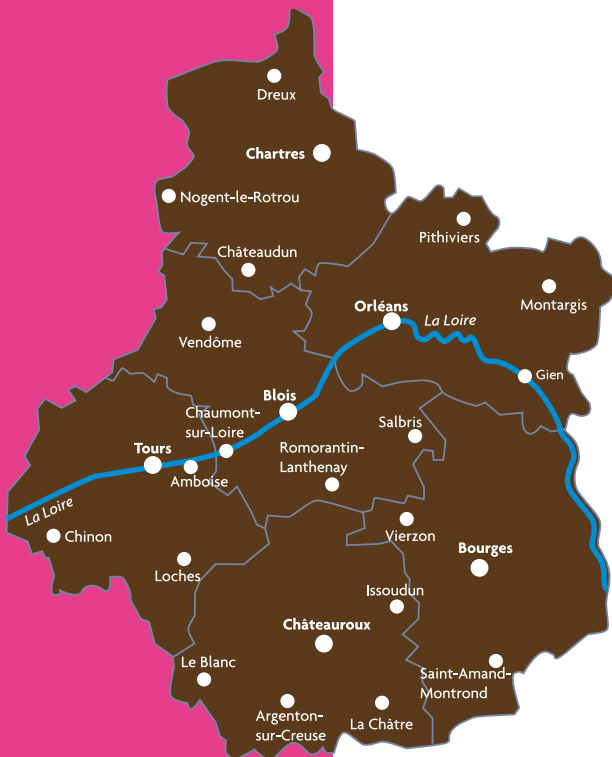 Dreux
Chartres
Nogent-le-Rotrou
Pithiviers
Châteaudun
Montargis
Orléans
La Loire
Vendôme
Gien
Blois
Chaumont-
sur-Loire
Salbris
Tours
Romorantin-
Lanthenay
Amboise
La Loire
Chinon
Vierzon
Bourges
Loches
Issoudun
Châteauroux
Le Blanc
Saint-Amand-
Montrond
Argenton-
sur-Creuse
La Châtre